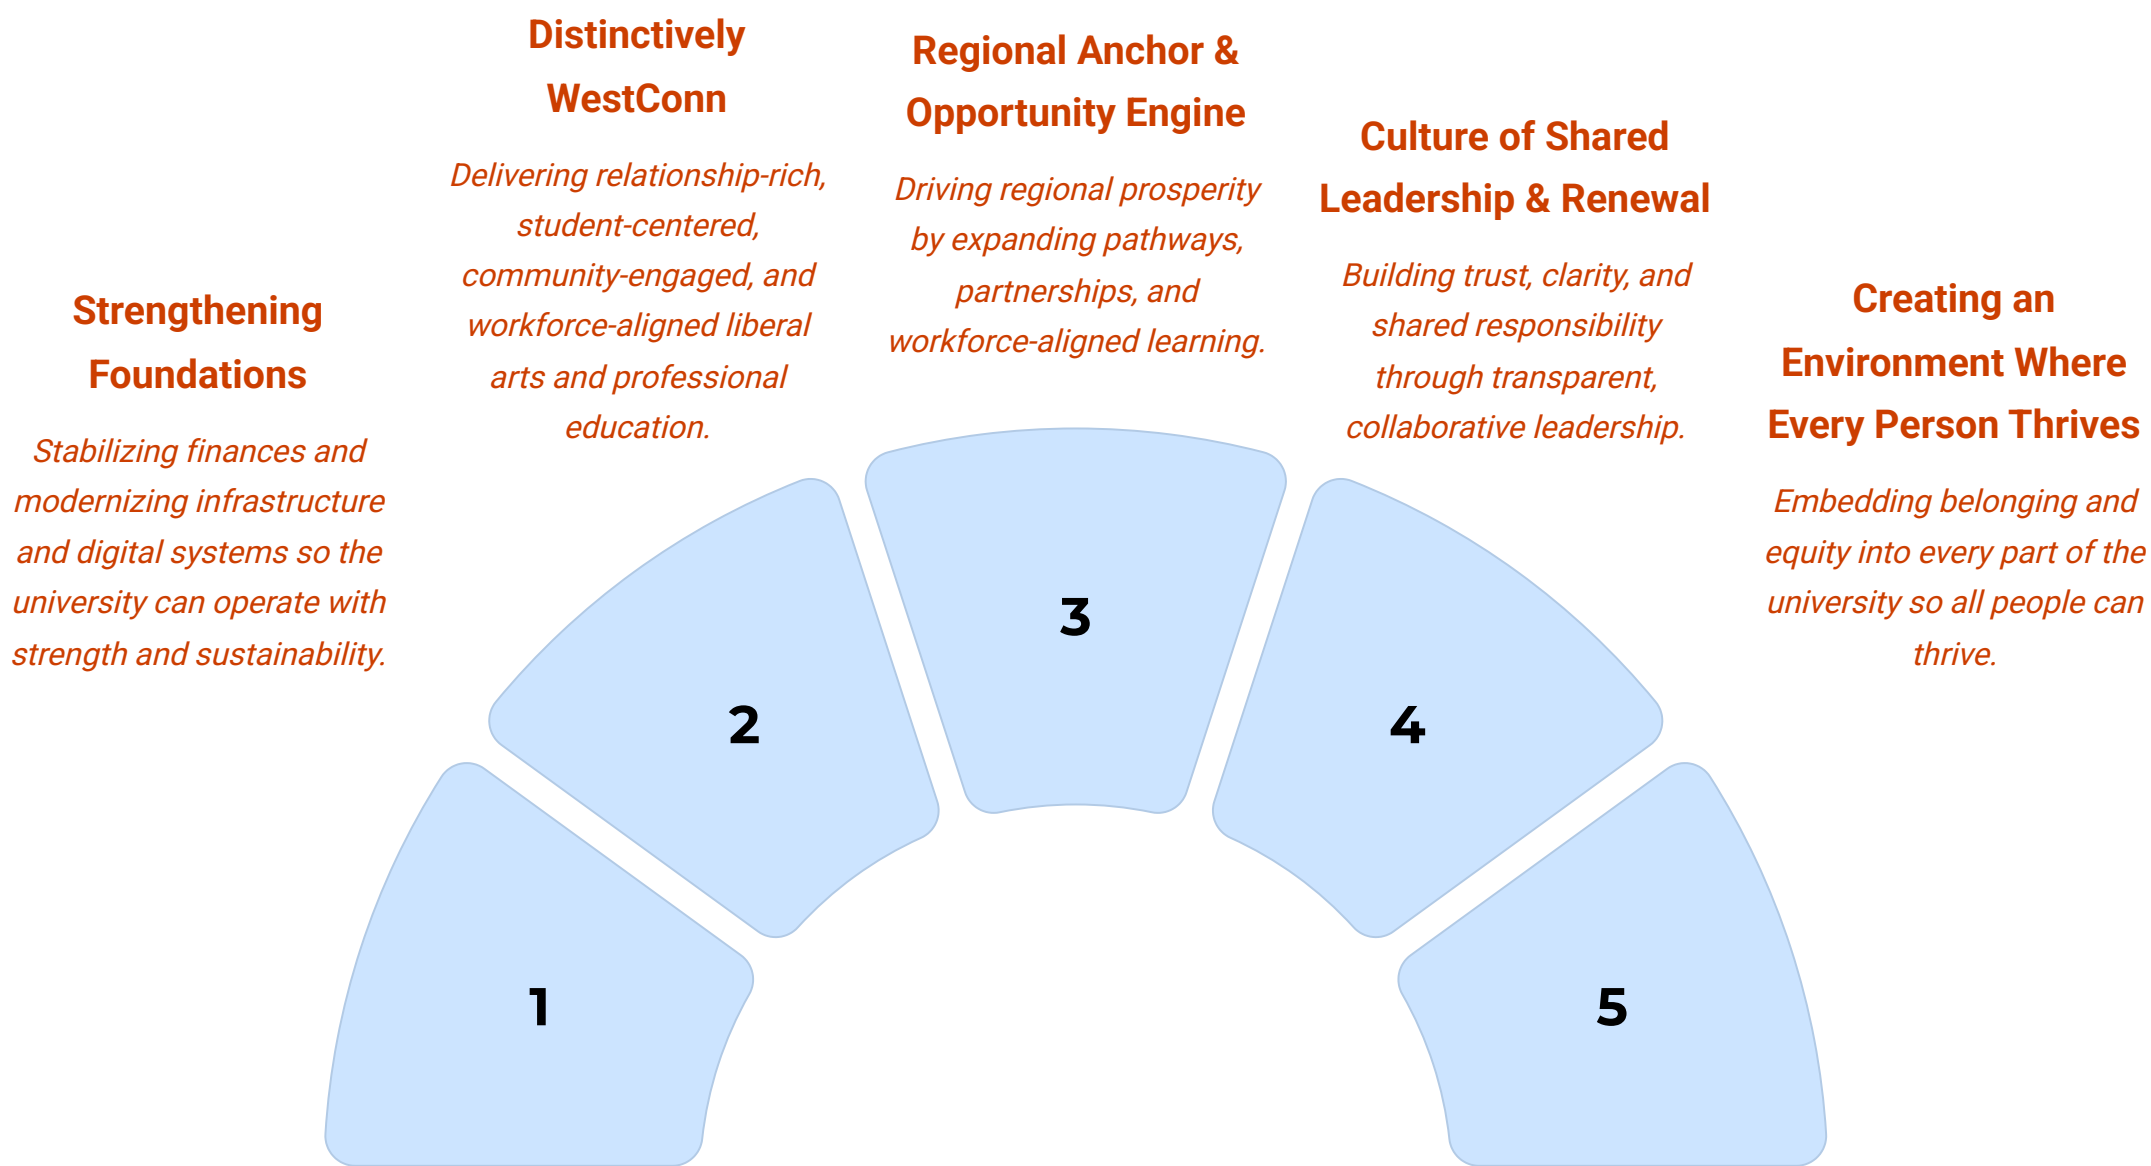 Strengthening
Foundations
Stabilizing finances and
modernizing infrastructure
and digital systems so the
university can operate with
strength and sustainability.
Distinctively
WestConn
Delivering relationship-rich,
student-centered,
community-engaged, and
workforce-aligned liberal
arts and professional
education.
Regional Anchor &
Opportunity Engine
Driving regional prosperity
by expanding pathways,
partnerships, and
workforce-aligned learning.
Culture of Shared
Leadership & Renewal
Building trust, clarity, and
shared responsibility
through transparent,
collaborative leadership.
Creating an
Environment Where
Every Person Thrives
Embedding belonging and
equity into every part of the
university so all people can
thrive.
1
2
3
4
5